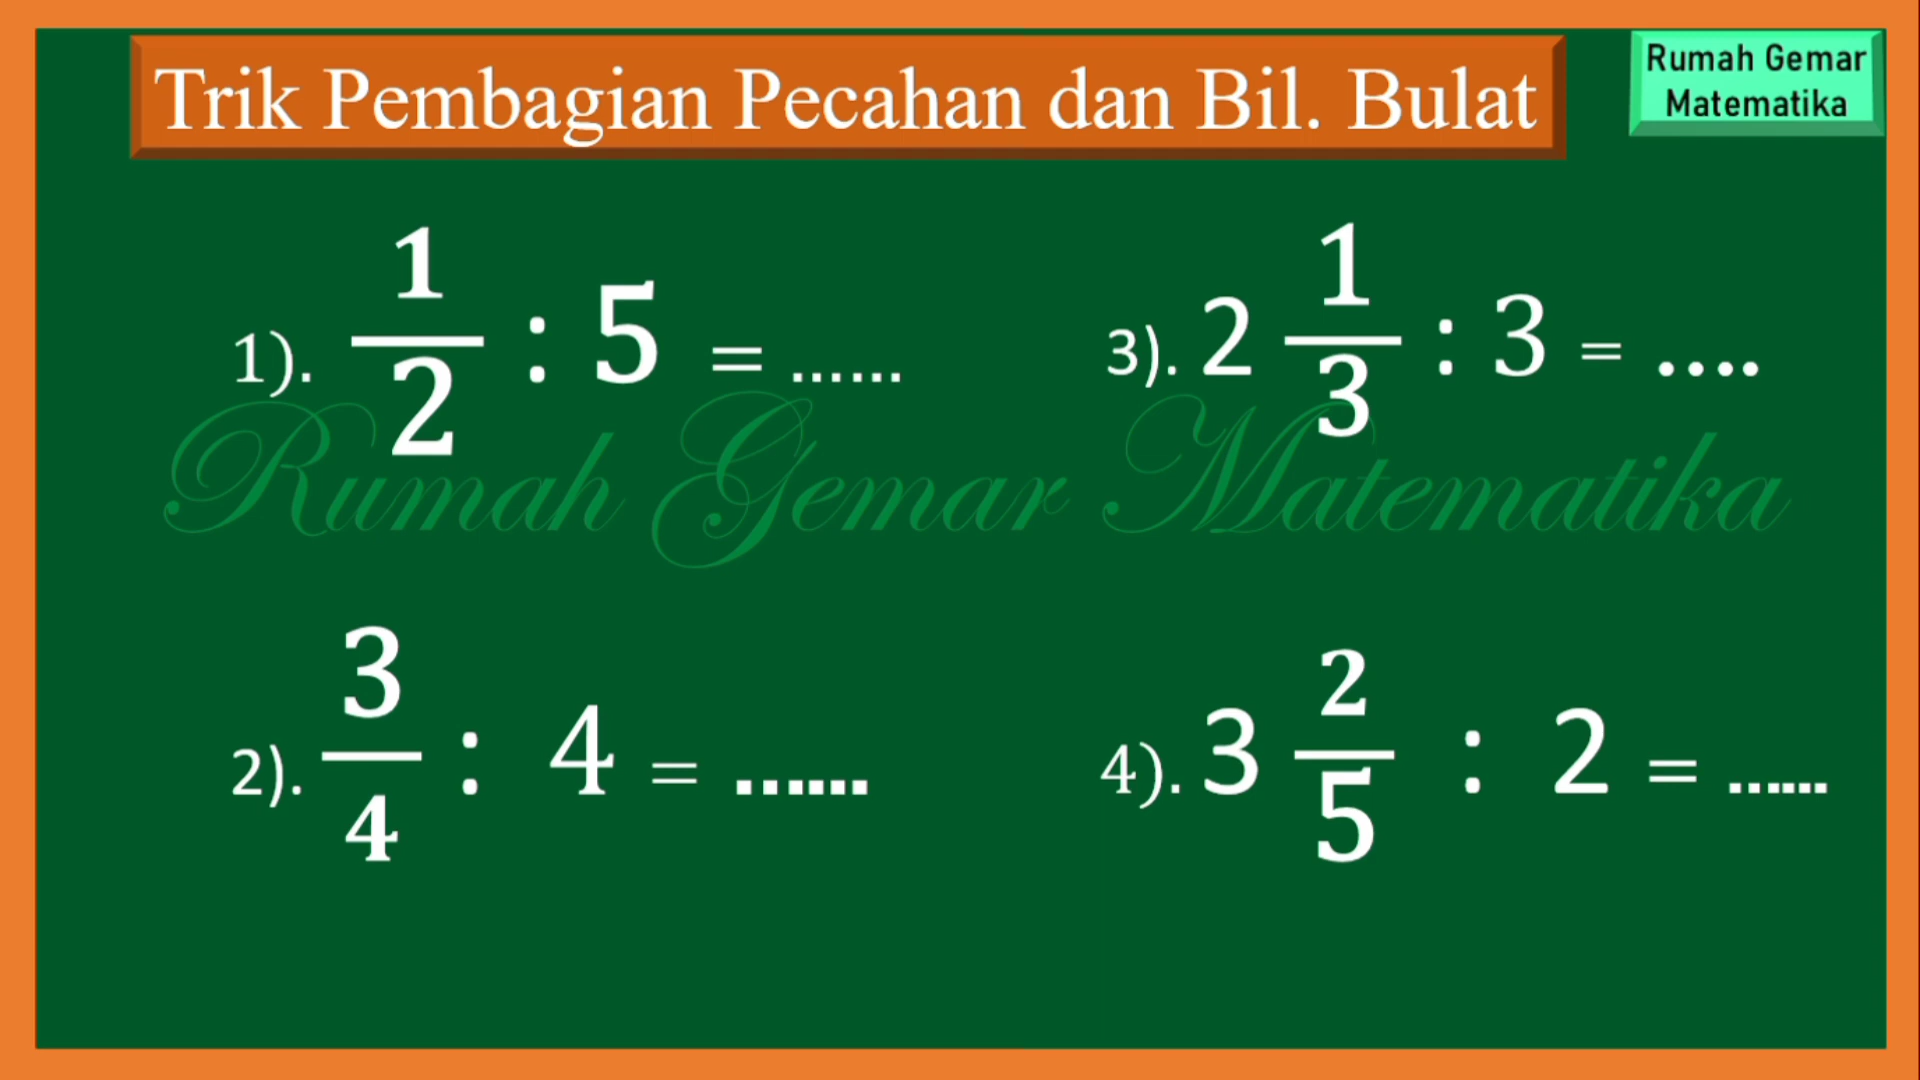 Trik Pembagian Pecahan dan Bil. Bulat
Rumah Gemar
Matematika
1). 1/2 : 5 = ......
3). 2 1/3 : 3 = ....
Rumah Gemar Matematika
2). 3/4 : 4 = ......
4). 3 2/5 : 2 = ......